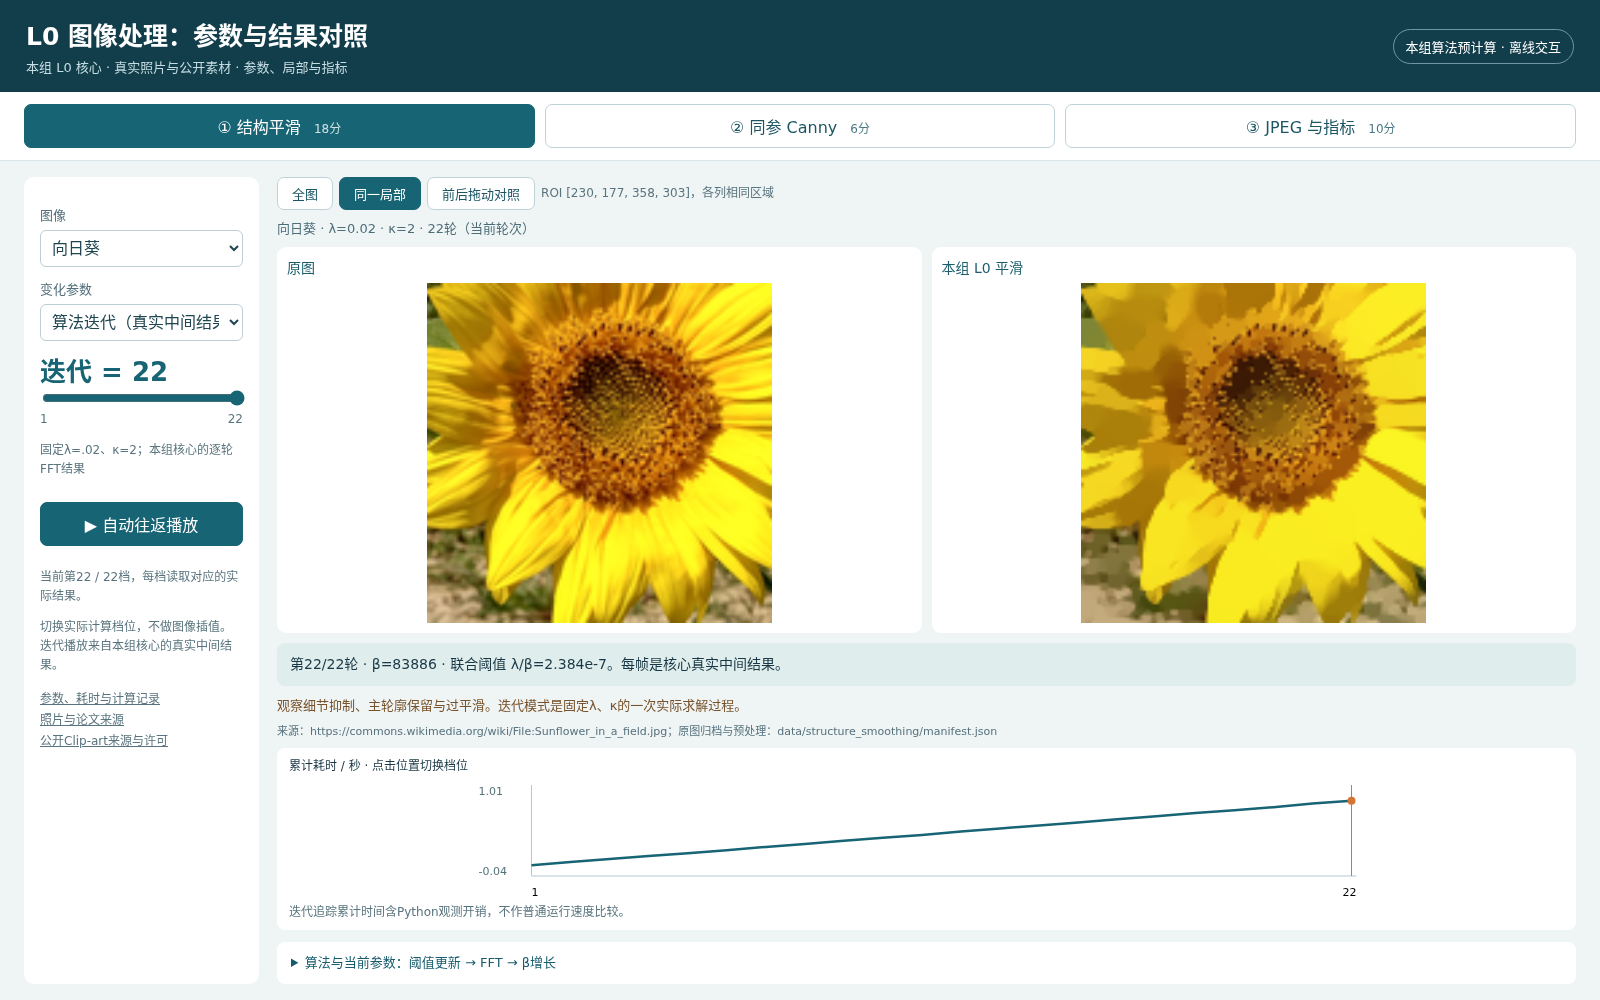 L0 图像处理：参数与结果对照
本组 L0 核心 · 真实照片与公开素材 · 参数、局部与指标
本组算法预计算 · 离线交互
① 结构平滑 18分
② 同参 Canny 6分
③ JPEG 与指标 10分
图像
向日葵
变化参数
算法迭代（真实中间结果
迭代 = 22
1 22
固定λ=.02、κ=2；本组核心的逐轮
FFT结果
▶ 自动往返播放
当前第22 / 22档，每档读取对应的实
际结果。
切换实际计算档位，不做图像插值。
迭代播放来自本组核心的真实中间结
果。
参数、耗时与计算记录
照片与论文来源
公开Clip-art来源与许可
全图 同一局部 前后拖动对照 ROI [230, 177, 358, 303]，各列相同区域
向日葵 · λ=0.02 · κ=2 · 22轮（当前轮次）
原图
本组 L0 平滑
第22/22轮 · β=83886 · 联合阈值 λ/β=2.384e-7。每帧是核心真实中间结果。
观察细节抑制、主轮廓保留与过平滑。迭代模式是固定λ、κ的一次实际求解过程。
来源：https://commons.wikimedia.org/wiki/File:Sunflower_in_a_field.jpg；原图归档与预处理：data/structure_smoothing/manifest.json
累计耗时 / 秒 · 点击位置切换档位
1.01
-0.04
1 22
迭代追踪累计时间含Python观测开销，不作普通运行速度比较。
▶ 算法与当前参数：阈值更新 → FFT → β增长